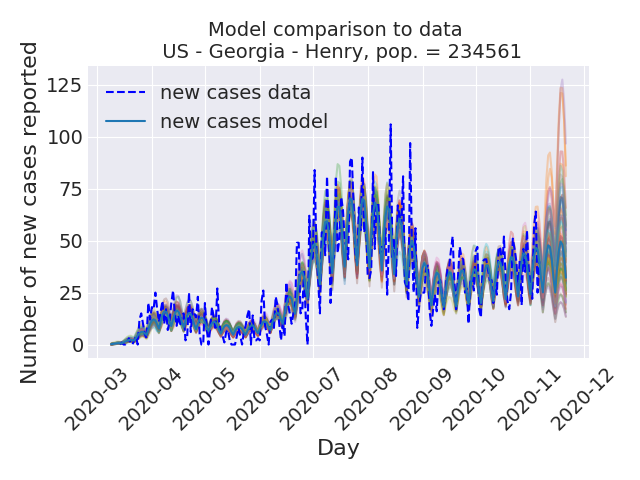 Model comparison to data
US - Georgia - Henry, pop. = 234561
Number of new cases reported
125
100
75
50
25
0
new cases data
new cases model
2020-03
2020-04
2020-05
2020-06
2020-07
2020-08
2020-09
2020-10
2020-11
2020-12
Day